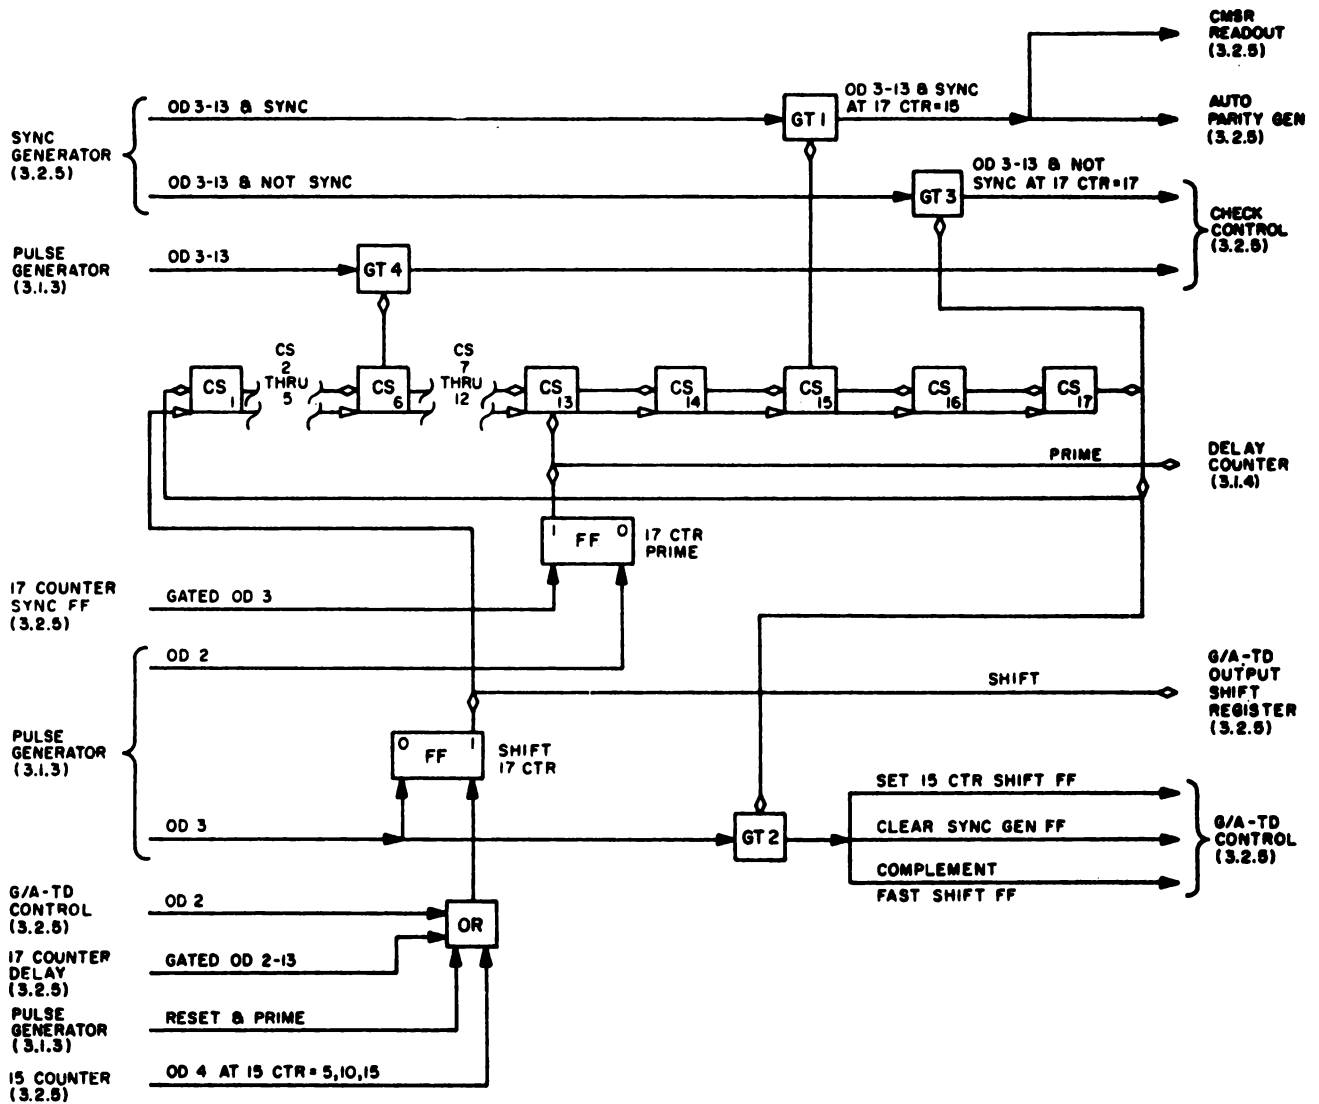 CMSR
READOUT
(3.2.5)
OD 3-13 & SYNC
OD 3-13 & SYNC
AT 17 CTR=15
GT 1
AUTO
PARITY GEN
(3.2.5)
SYNC
GENERATOR
(3.2.5)
OD 3-13 & NOT SYNC
GT 3
OD 3-13 & NOT
SYNC AT 17 CTR=17
CHECK
CONTROL
(3.2.5)
PULSE
GENERATOR
(3.1.3)
OD 3-13
GT 4
CS
1
CS
2
THRU
5
CS
6
CS
7
THRU
12
CS
13
CS
14
CS
15
CS
16
CS
17
PRIME
DELAY
COUNTER
(3.1.4)
1
FF
0
17 CTR
PRIME
17 COUNTER
SYNC FF
(3.2.5)
GATED OD 3
OD 2
SHIFT
G/A-TD
OUTPUT
SHIFT
REGISTER
(3.2.5)
PULSE
GENERATOR
(3.1.3)
0
FF
1
SHIFT
17 CTR
OD 3
GT 2
SET 15 CTR SHIFT FF
CLEAR SYNC GEN FF
COMPLEMENT
FAST SHIFT FF
G/A-TD
CONTROL
(3.2.5)
G/A-TD
CONTROL
(3.2.5)
OD 2
OR
17 COUNTER
DELAY
(3.2.5)
GATED OD 2-13
PULSE
GENERATOR
(3.1.3)
RESET & PRIME
15 COUNTER
(3.2.5)
OD 4 AT 15 CTR=5,10,15